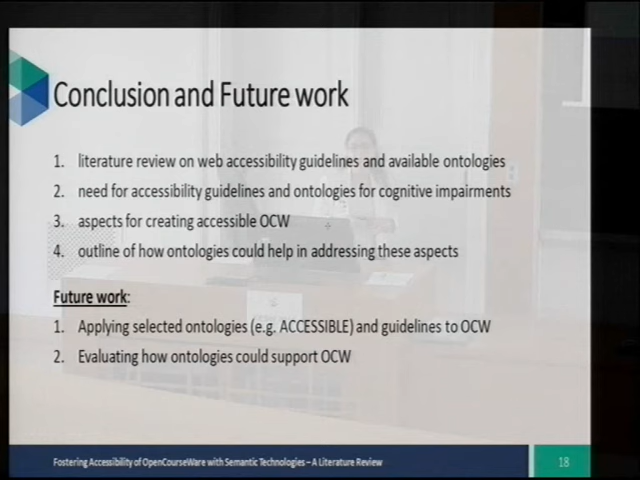 Conclusion and Future work
1. literature review on web accessibility guidelines and available ontologies
2. need for accessibility guidelines and ontologies for cognitive impairments
3. aspects for creating accessible OCW
4. outline of how ontologies could help in addressing these aspects
Future work:
1. Applying selected ontologies (e.g. ACCESSIBLE) and guidelines to OCW
2. Evaluating how ontologies could support OCW
Fostering Accessibility of OpenCourseWare with Semantic Technologies – A Literature Review
18